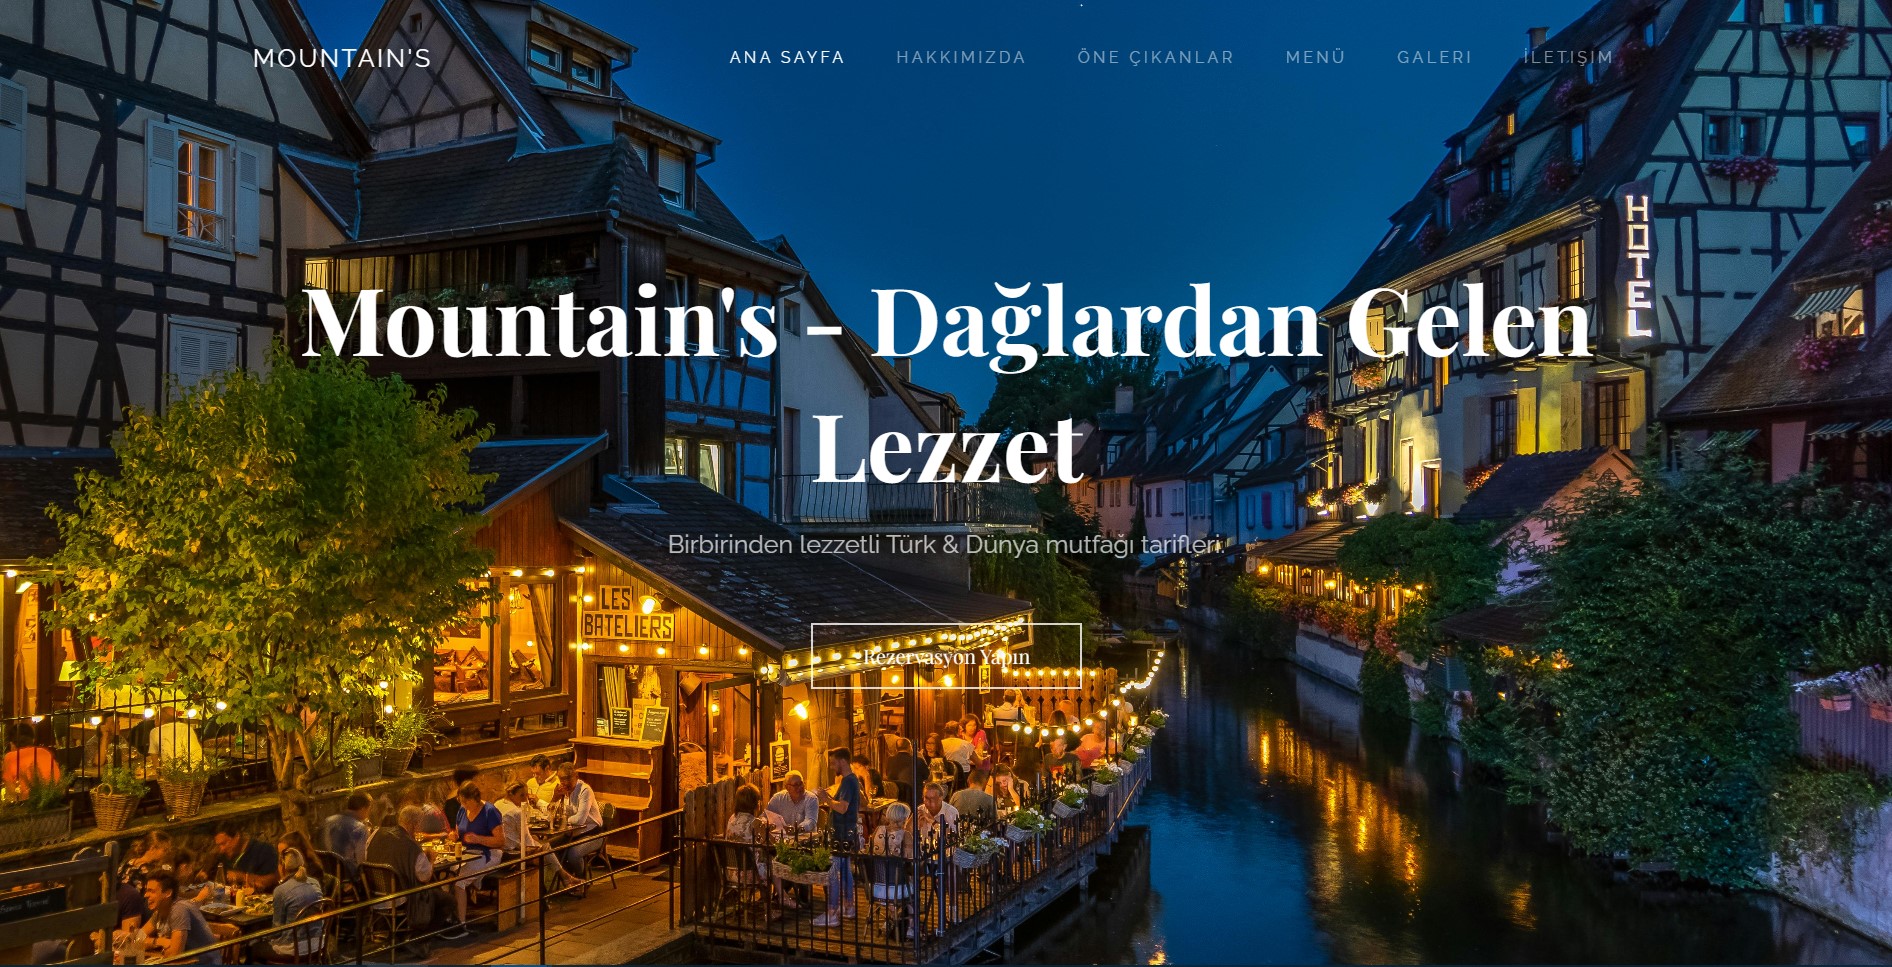 MOUNTAIN'S
ANA SAYFA
HAKKIMIZDA
ÖNE ÇIKANLAR
MENÜ
GALERI
İLETIŞIM
HOTEL
Mountain's - Dağlardan Gelen
Lezzet
Birbirinden lezzetli Türk & Dünya mutfağı tarifleri.
LES
BATELIERS
Rezervasyon Yapın